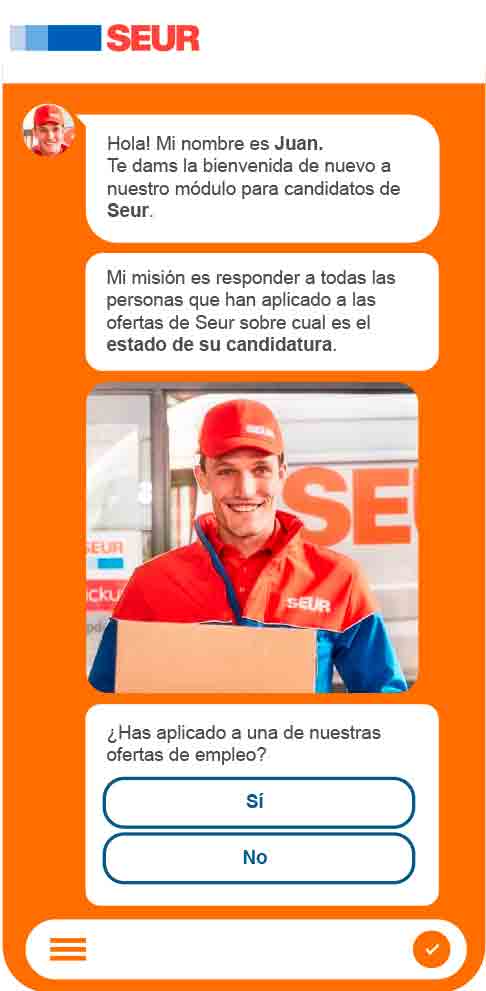 SEUR
Hola! Mi nombre es Juan.
Te dams la bienvenida de nuevo a
nuestro módulo para candidatos de
Seur.
Mi misión es responder a todas las
personas que han aplicado a las
ofertas de Seur sobre cual es el
estado de su candidatura.
SEUR
SEU
SEUR
SEUR
¿Has aplicado a una de nuestras
ofertas de empleo?
Sí
No